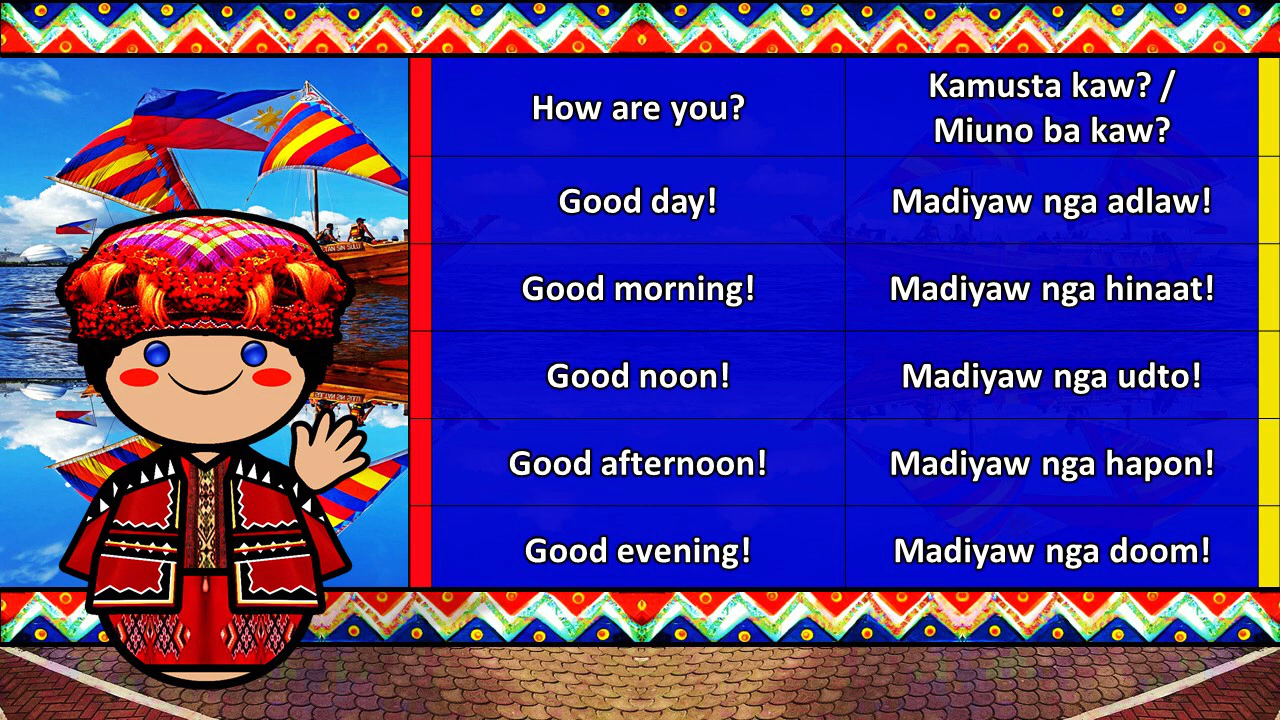 How are you?
Kamusta kaw? /
Miuno ba kaw?
Good day!
Madiyaw nga adlaw!
Good morning!
Madiyaw nga hinaat!
Good noon!
Madiyaw nga udto!
Good afternoon!
Madiyaw nga hapon!
Good evening!
Madiyaw nga doom!